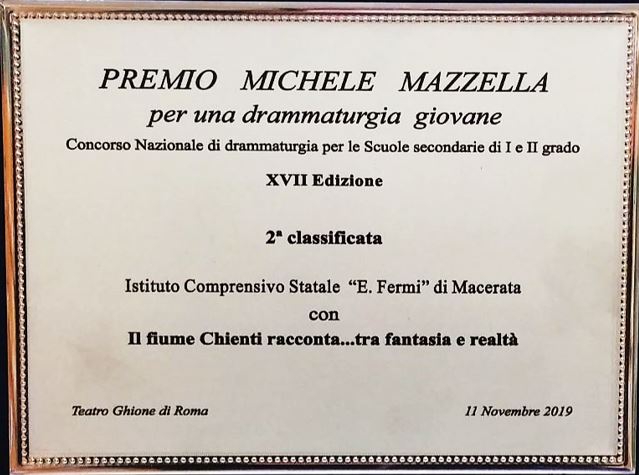 PREMIO MICHELE MAZZELLA
per una drammaturgia giovane
Concorso Nazionale di drammaturgia per le Scuole secondarie di I e II grado
XVII Edizione
2ª classificata
Istituto Comprensivo Statale “E. Fermi” di Macerata
con
Il fiume Chienti racconta...tra fantasia e realtà
Teatro Ghione di Roma
11 Novembre 2019